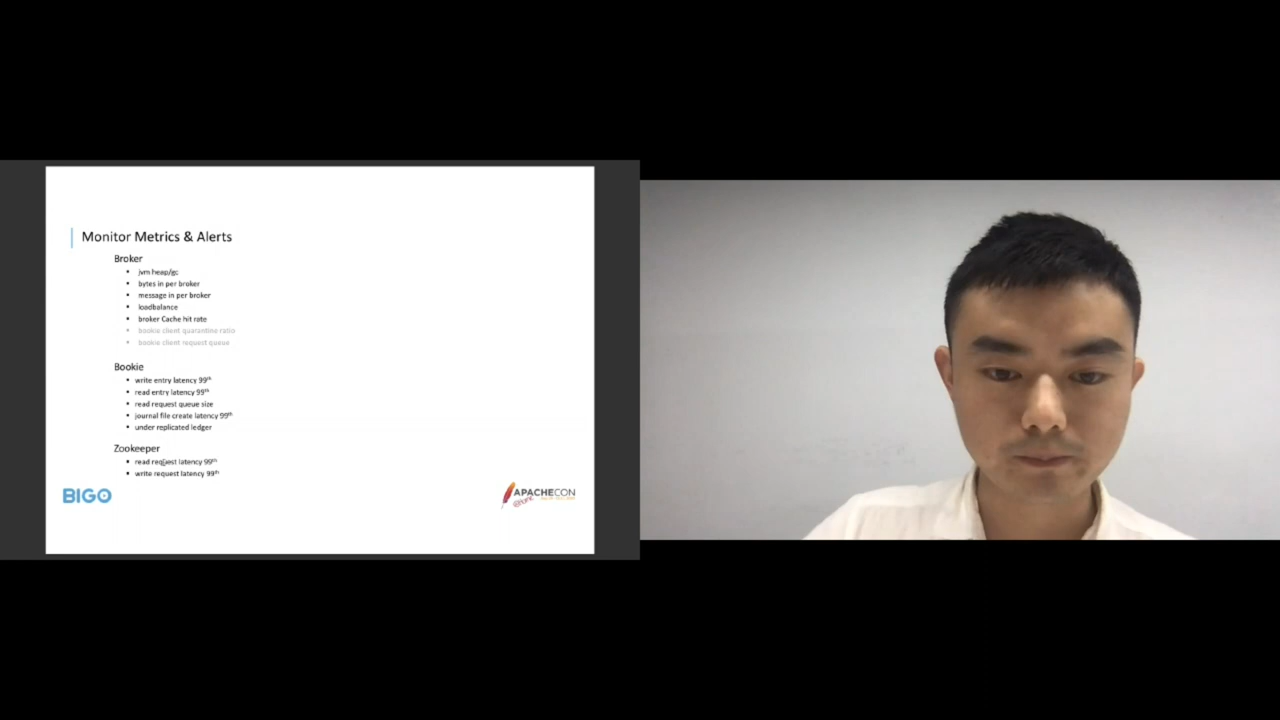 Monitor Metrics & Alerts
Broker
▪ jvm heap/gc
▪ bytes in per broker
▪ message in per broker
▪ loadbalance
▪ broker Cache hit rate
▪ bookie client quarantine ratio
▪ bookie client request queue
Bookie
▪ write entry latency 99th
▪ read entry latency 99th
▪ read request queue size
▪ journal file create latency 99th
▪ under replicated ledger
Zookeeper
▪ read request latency 99th
▪ write request latency 99th
BIGO
APACHECON